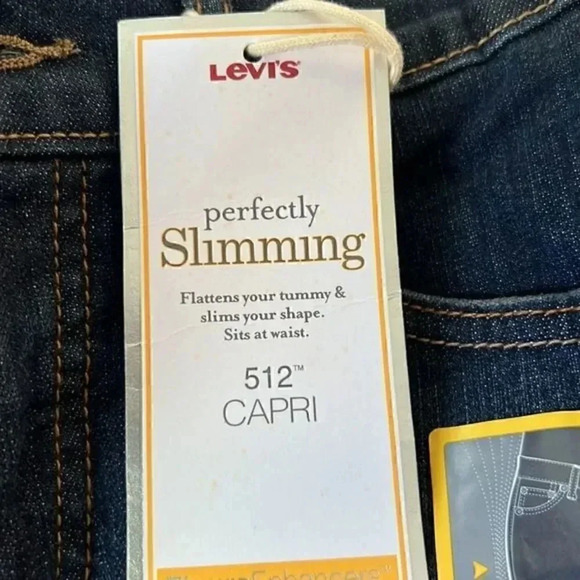 LEVI'S
perfectly
Slimming
Flattens your tummy &
slims your shape.
Sits at waist.
512™
CAPRI